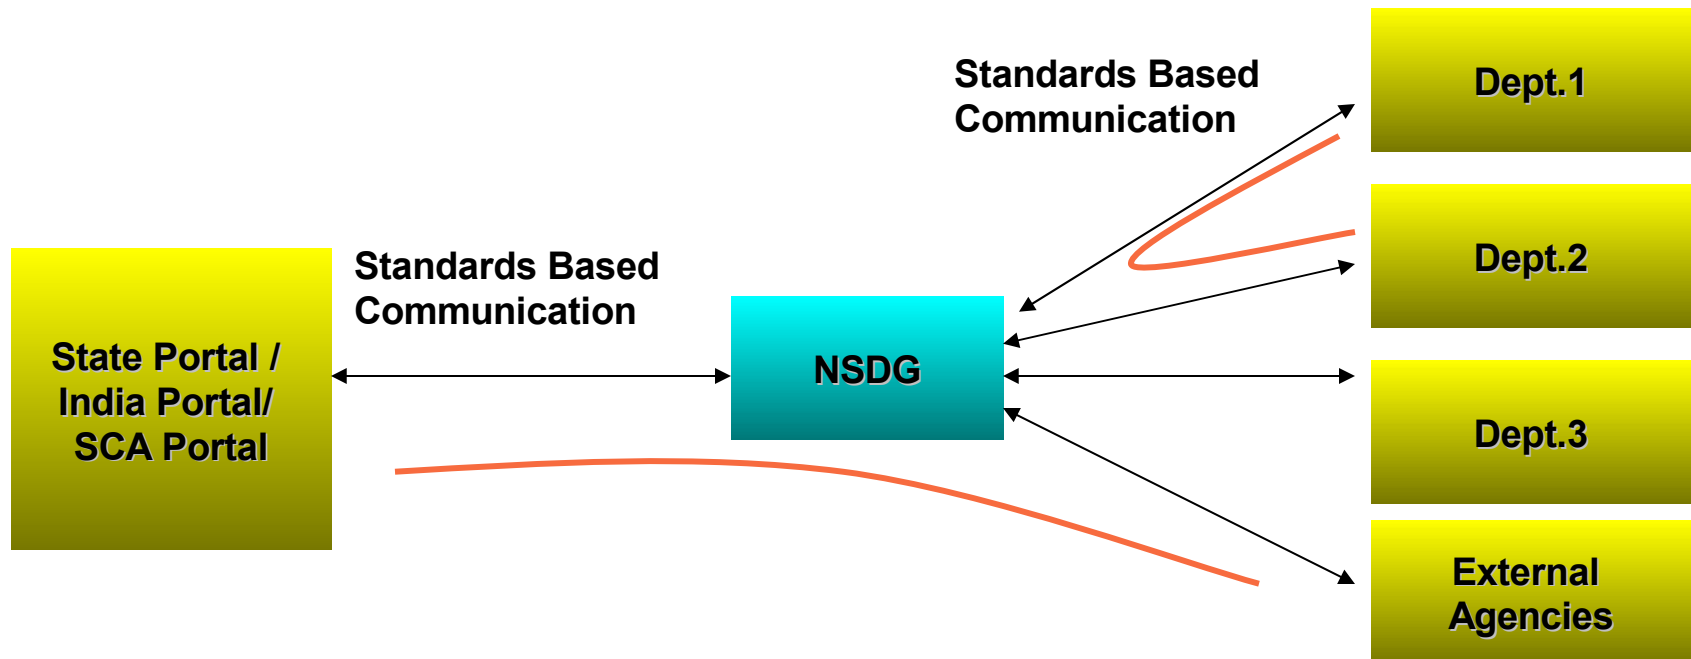 Standards Based
Communication
Dept.1
Dept.2
Standards Based
Communication
State Portal /
India Portal/
SCA Portal
NSDG
Dept.3
External
Agencies